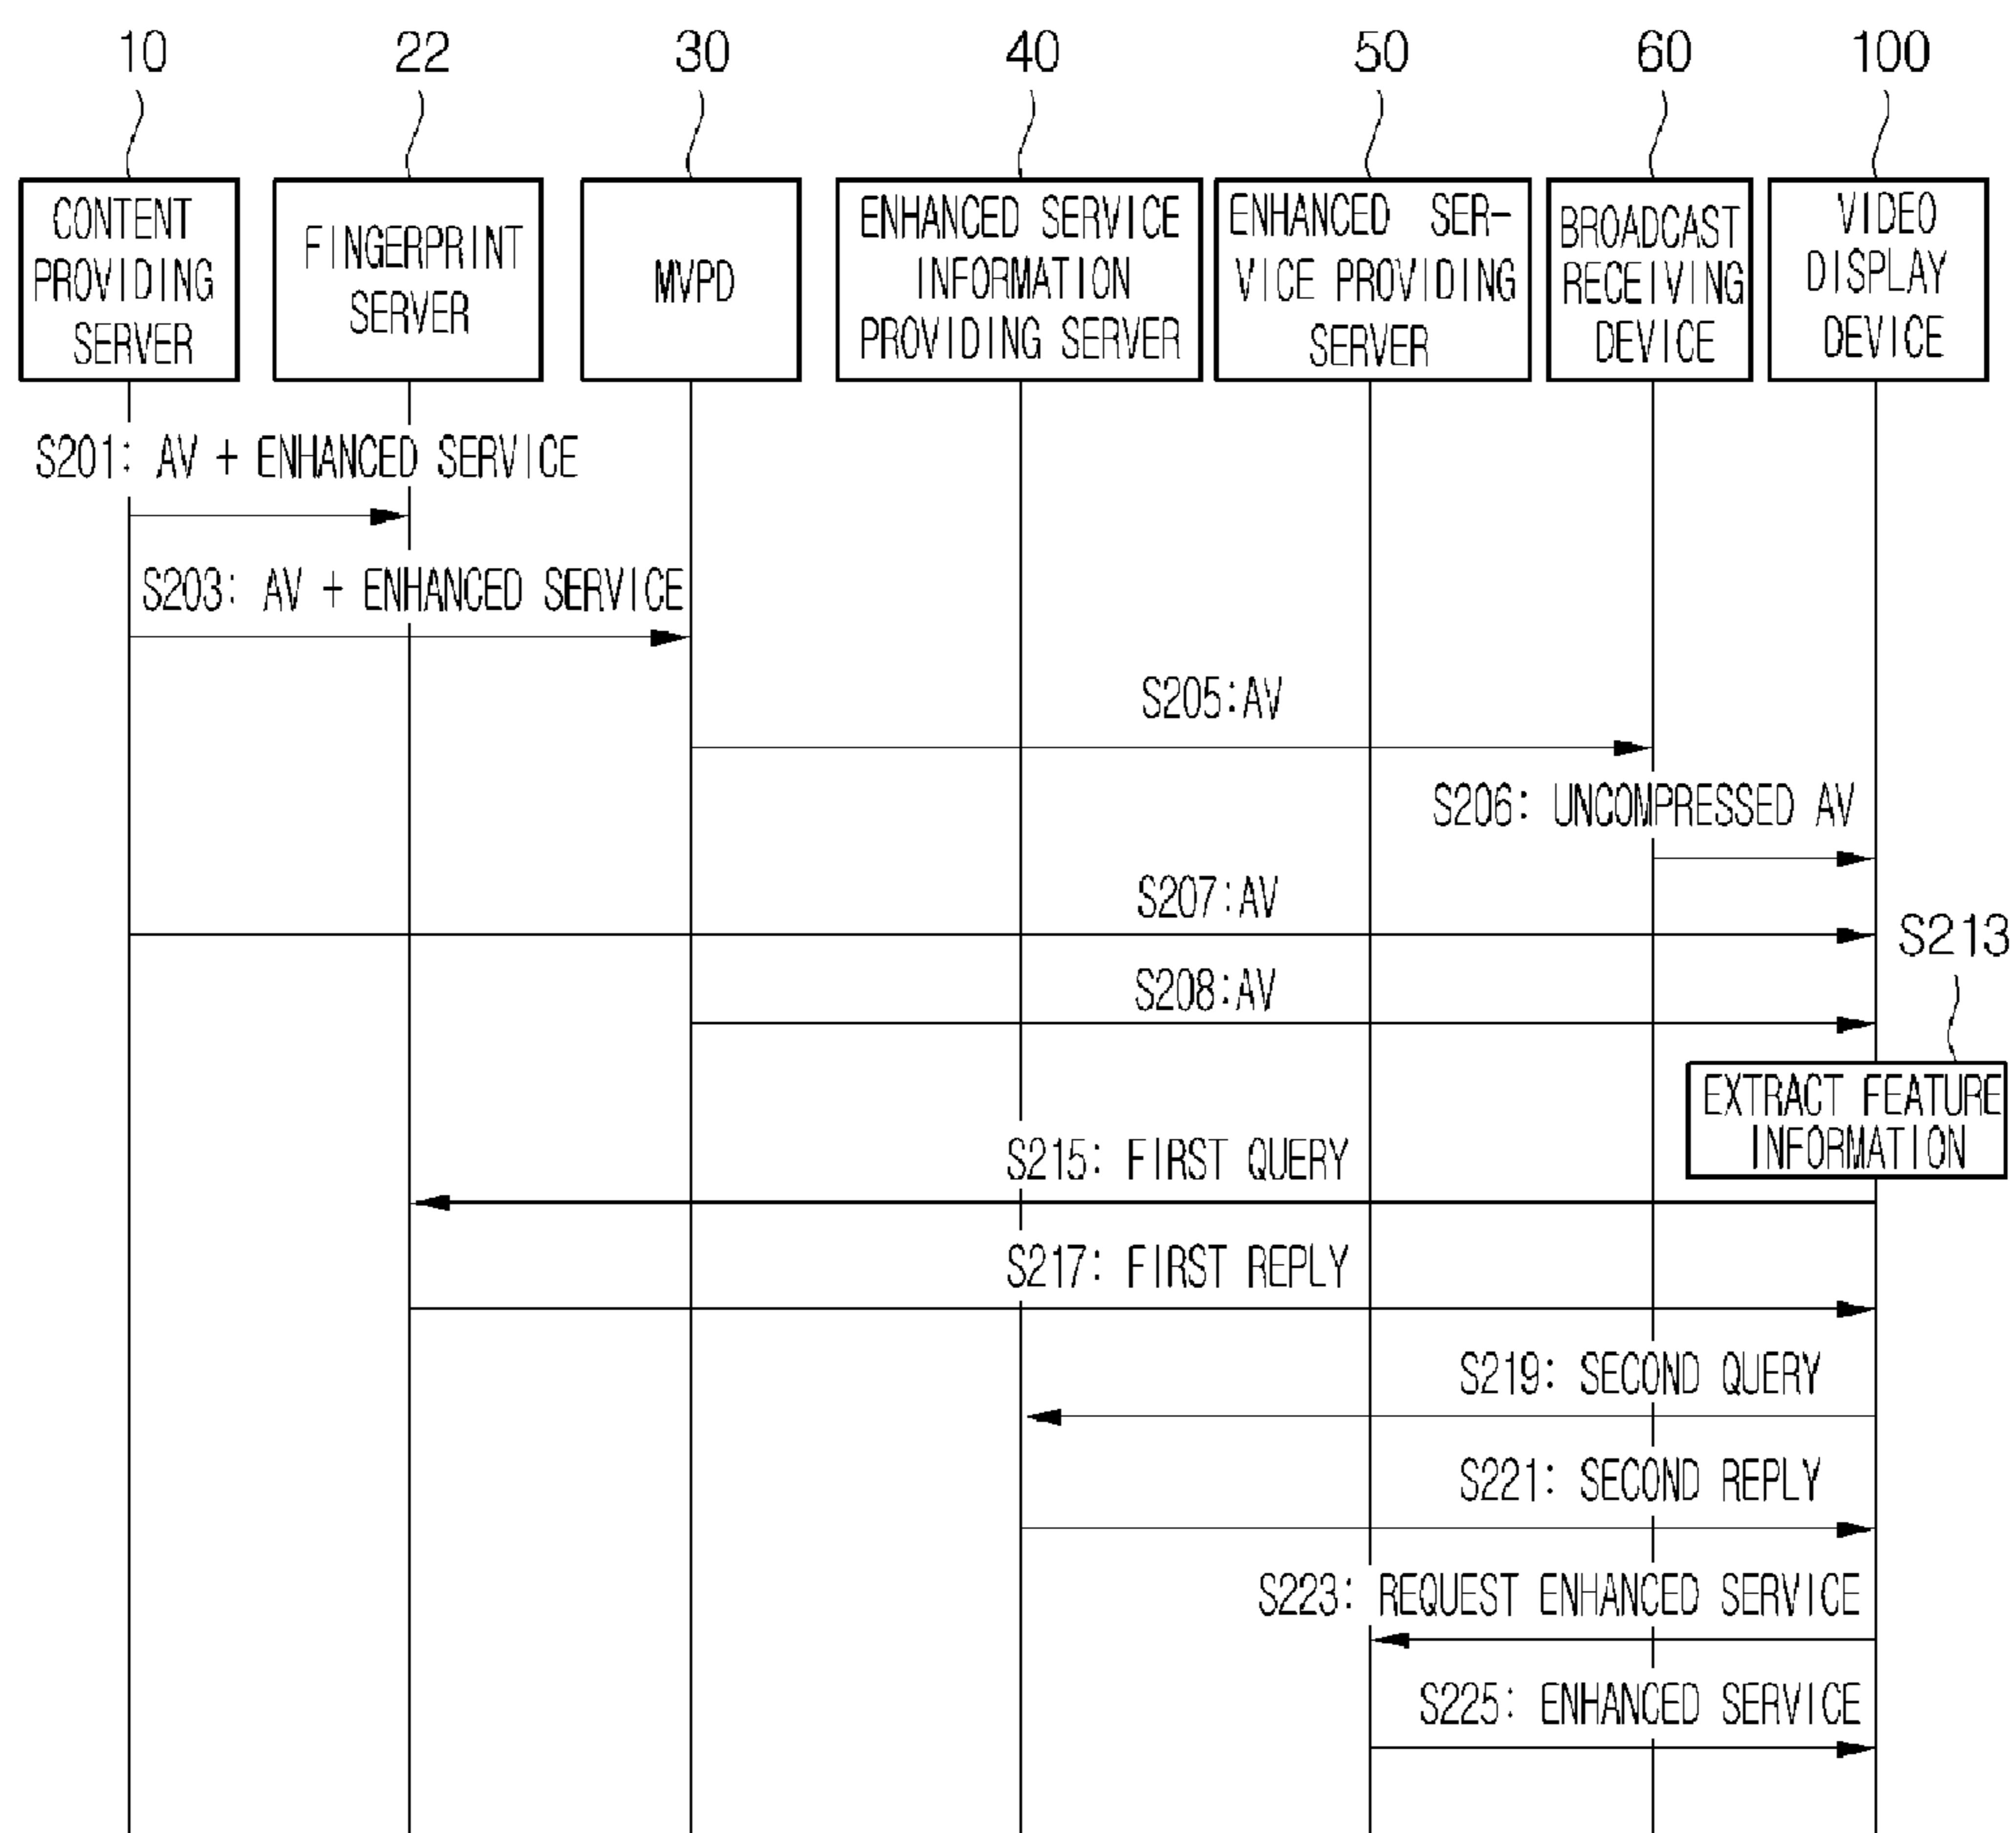 10 22 30 40 50 60 100
CONTENT
PROVIDING
SERVER
FINGERPRINT
SERVER
MVPD
ENHANCED SERVICE
INFORMATION
PROVIDING SERVER
ENHANCED SER-
VICE PROVIDING
SERVER
BROADCAST
RECEIVING
DEVICE
VIDEO
DISPLAY
DEVICE
S201: AV + ENHANCED SERVICE
S203: AV + ENHANCED SERVICE
S205:AV
S206: UNCOMPRESSED AV
S207:AV
S213
S208:AV
EXTRACT FEATURE
INFORMATION
S215: FIRST QUERY
S217: FIRST REPLY
S219: SECOND QUERY
S221: SECOND REPLY
S223: REQUEST ENHANCED SERVICE
S225: ENHANCED SERVICE